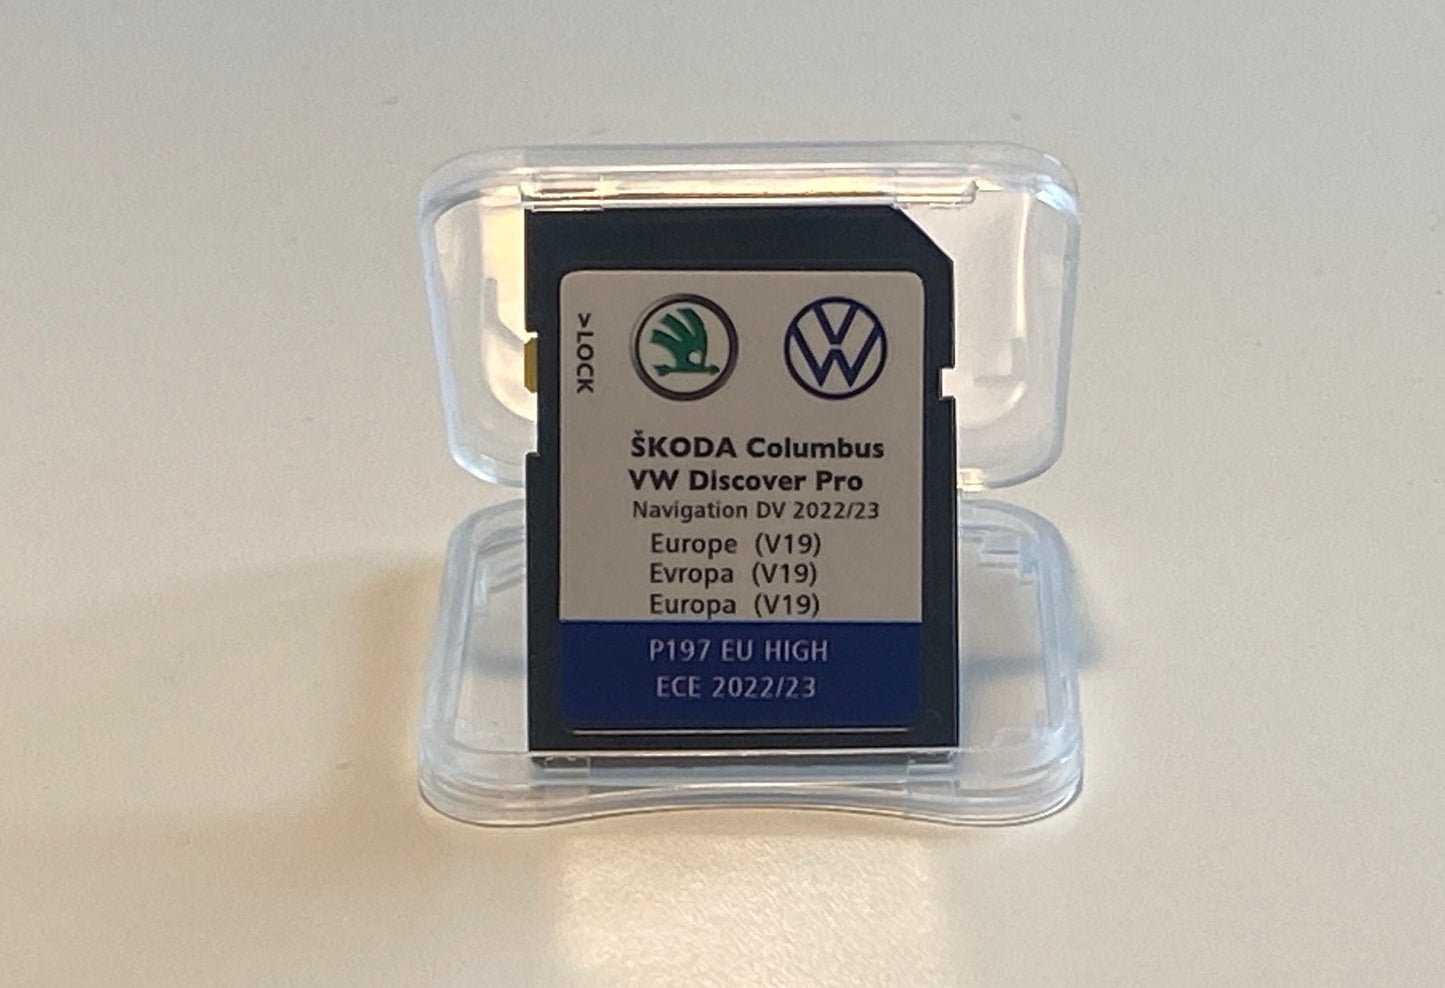 >LOCK
ŠKODA Columbus
VW Discover Pro
Navigation DV 2022/23
Europe (V19)
Evropa (V19)
Europa (V19)
P197 EU HIGH
ECE 2022/23